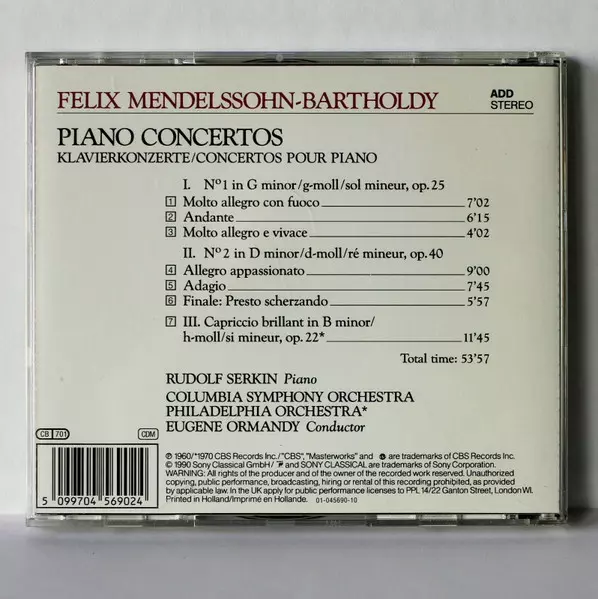 FELIX MENDELSSOHN-BARTHOLDY
ADD
STEREO
PIANO CONCERTOS
KLAVIERKONZERTE/CONCERTOS POUR PIANO
I. Nº1 in G minor/g-moll/sol mineur, op.25
1 Molto allegro con fuoco 7'02
2 Andante 6'15
3 Molto allegro e vivace 4'02
II. Nº2 in D minor/d-moll/ré mineur, op.40
4 Allegro appassionato 9'00
5 Adagio 7'45
6 Finale: Presto scherzando 5'57
7 III. Capriccio brillant in B minor/
h-moll/si mineur, op.22* 11'45
Total time: 53'57
RUDOLF SERKIN Piano
COLUMBIA SYMPHONY ORCHESTRA
PHILADELPHIA ORCHESTRA*
EUGENE ORMANDY Conductor
CB 701
CDM
5 099704 569024
℗ 1960/*1970 CBS Records Inc./"CBS", "Masterworks" and are trademarks of CBS Records Inc.
© 1990 Sony Classical GmbH/ and SONY CLASSICAL are trademarks of Sony Corporation.
WARNING: All rights of the producer and of the owner of the work reserved. Unauthorized
copying, public performance, broadcasting, hiring or rental of this recording prohibited, as provided
by applicable law. In the UK apply for public performance licenses to PPL 14/22 Ganton Street, London W1.
Printed in Holland/Imprimé en Hollande. 01-045690-10